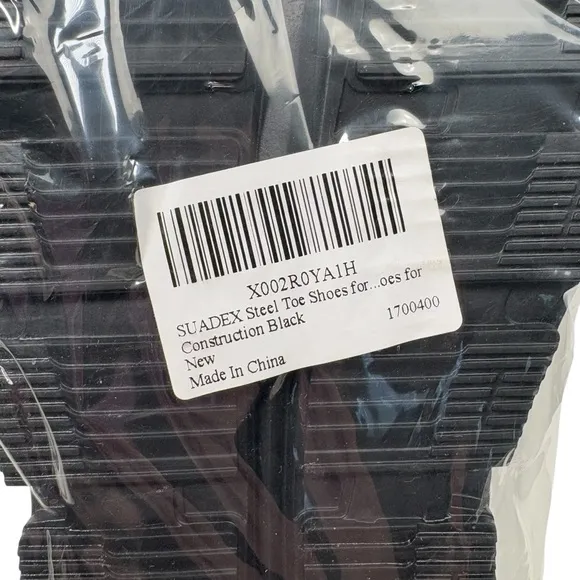 X002R0YA1H
SUADEX Steel Toe Shoes for...oes for
Construction Black
New 1700400
Made In China